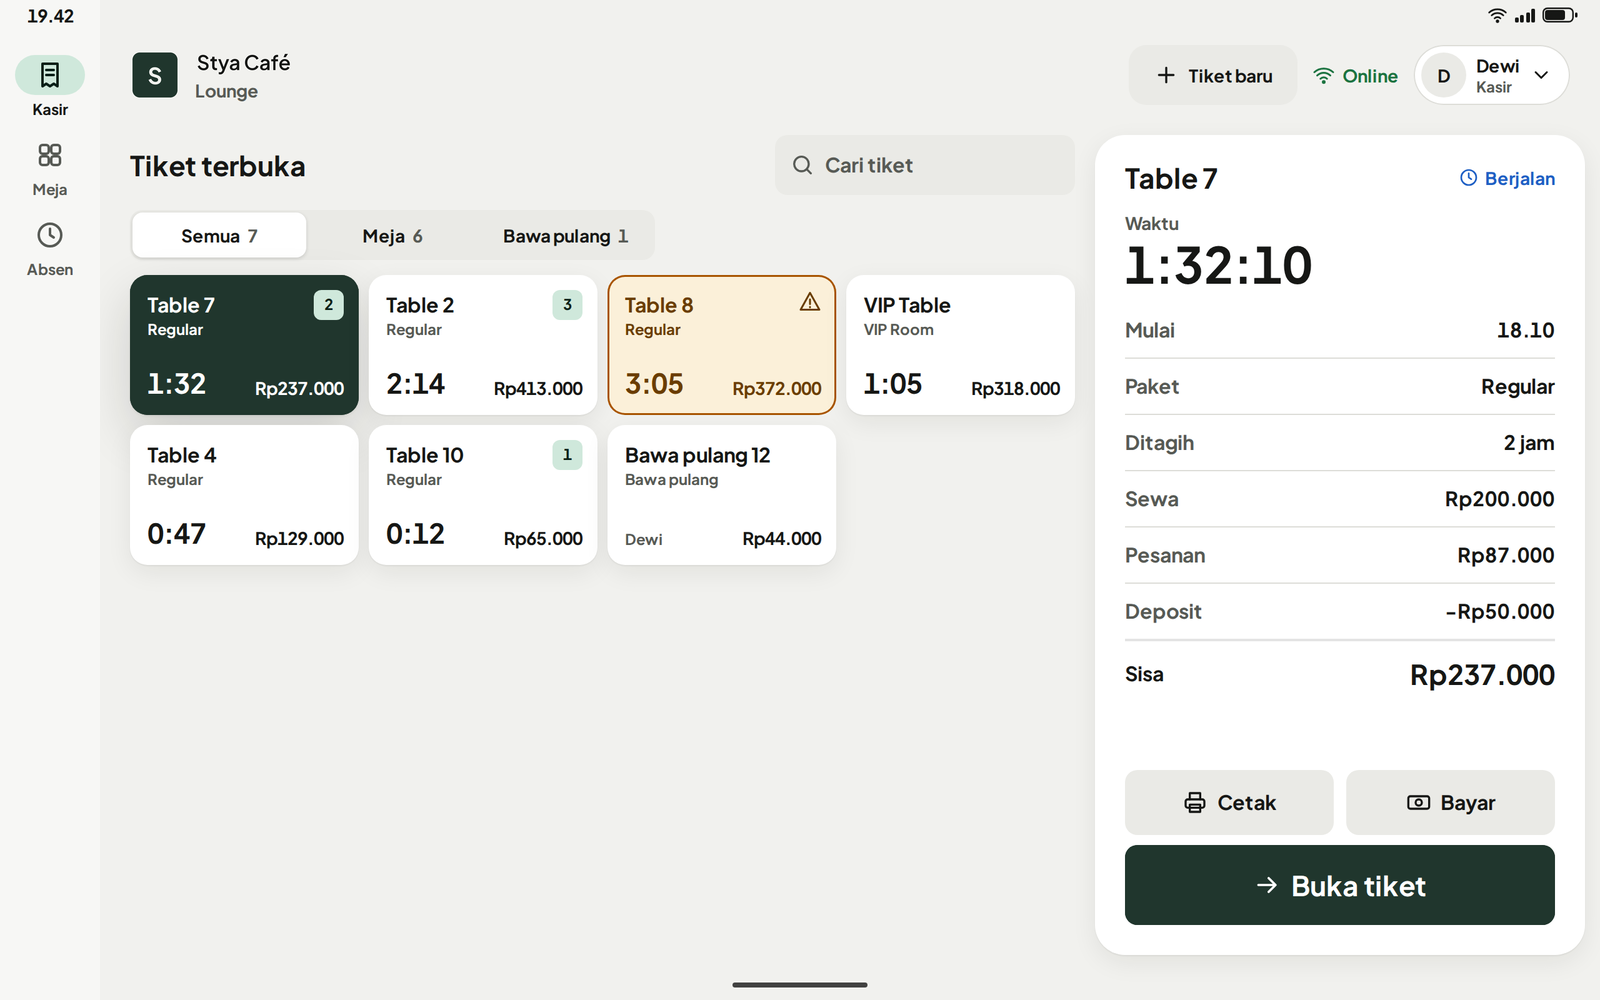 19.42
Kasir
Meja
Absen
S
Stya Café
Lounge
Tiket baru
Online
D
Dewi
Kasir
Tiket terbuka
Cari tiket
Semua 7
Meja 6
Bawa pulang 1
Table 7
2
Regular
1:32
Rp237.000
Table 2
3
Regular
2:14
Rp413.000
Table 8
Regular
3:05
Rp372.000
VIP Table
VIP Room
1:05
Rp318.000
Table 4
Regular
0:47
Rp129.000
Table 10
1
Regular
0:12
Rp65.000
Bawa pulang 12
Bawa pulang
Dewi
Rp44.000
Table 7
Berjalan
Waktu
1:32:10
Mulai 18.10
Paket Regular
Ditagih 2 jam
Sewa Rp200.000
Pesanan Rp87.000
Deposit −Rp50.000
Sisa Rp237.000
Cetak
Bayar
Buka tiket